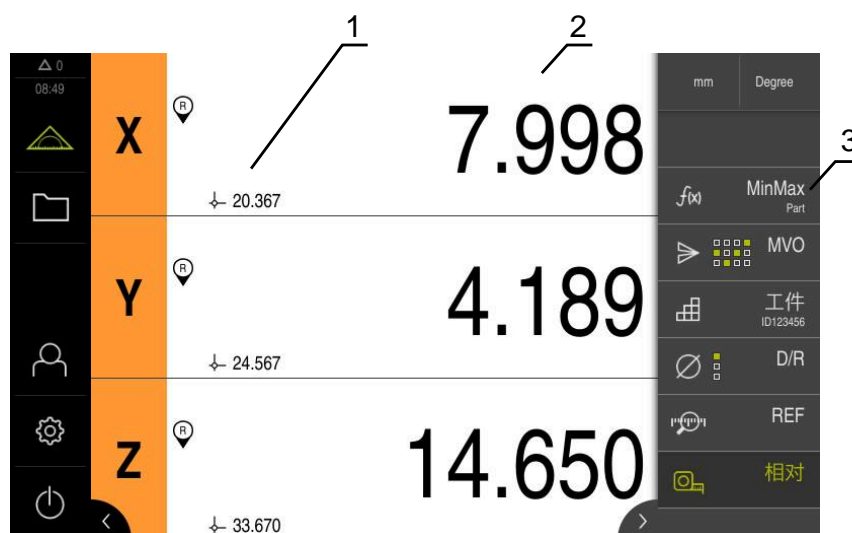 1
2
3
0
08:49
X
R
7.998
20.367
Y
R
4.189
24.567
Z
R
14.650
33.670
mm
Degree
f(x)
MinMax
Part
MVO
工件
ID123456
D/R
REF
相对